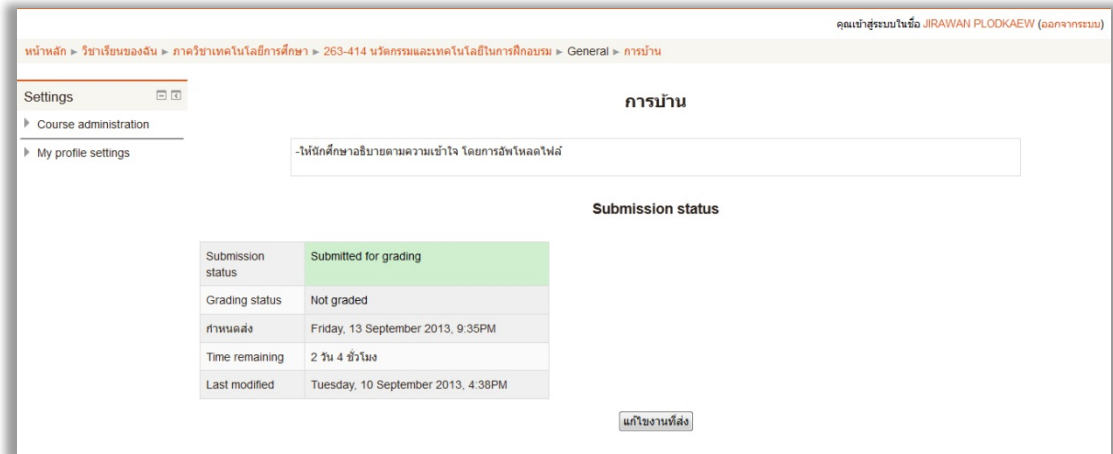 คุณเข้าสู่ระบบในชื่อ JIRAWAN PLODKAEW (ออกจากระบบ)
หน้าหลัก ► วิชาเรียนของฉัน ► ภาควิชาเทคโนโลยีการศึกษา ► 263-414 นวัตกรรมและเทคโนโลยีในการฝึกอบรม ► General ► การบ้าน
Settings
การบ้าน
Course administration
My profile settings
-ให้นักศึกษาอธิบายตามความเข้าใจ โดยการอัพโหลดไฟล์
Submission status
Submission status Submitted for grading
Grading status Not graded
กำหนดส่ง Friday, 13 September 2013, 9:35PM
Time remaining 2 วัน 4 ชั่วโมง
Last modified Tuesday, 10 September 2013, 4:38PM
แก้ไขงานที่ส่ง